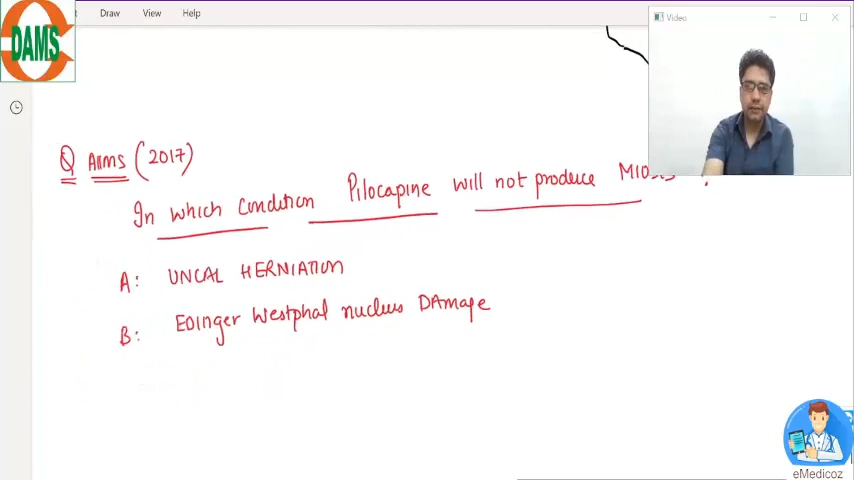 Draw View Help
Video
DAMS
Q AIIMS (2017)
In which Condition Pilocapine will not produce MIOSIS ?
A: UNCAL HERNIATION
B: Edinger Westphal nucleus DAmage
eMedicoz